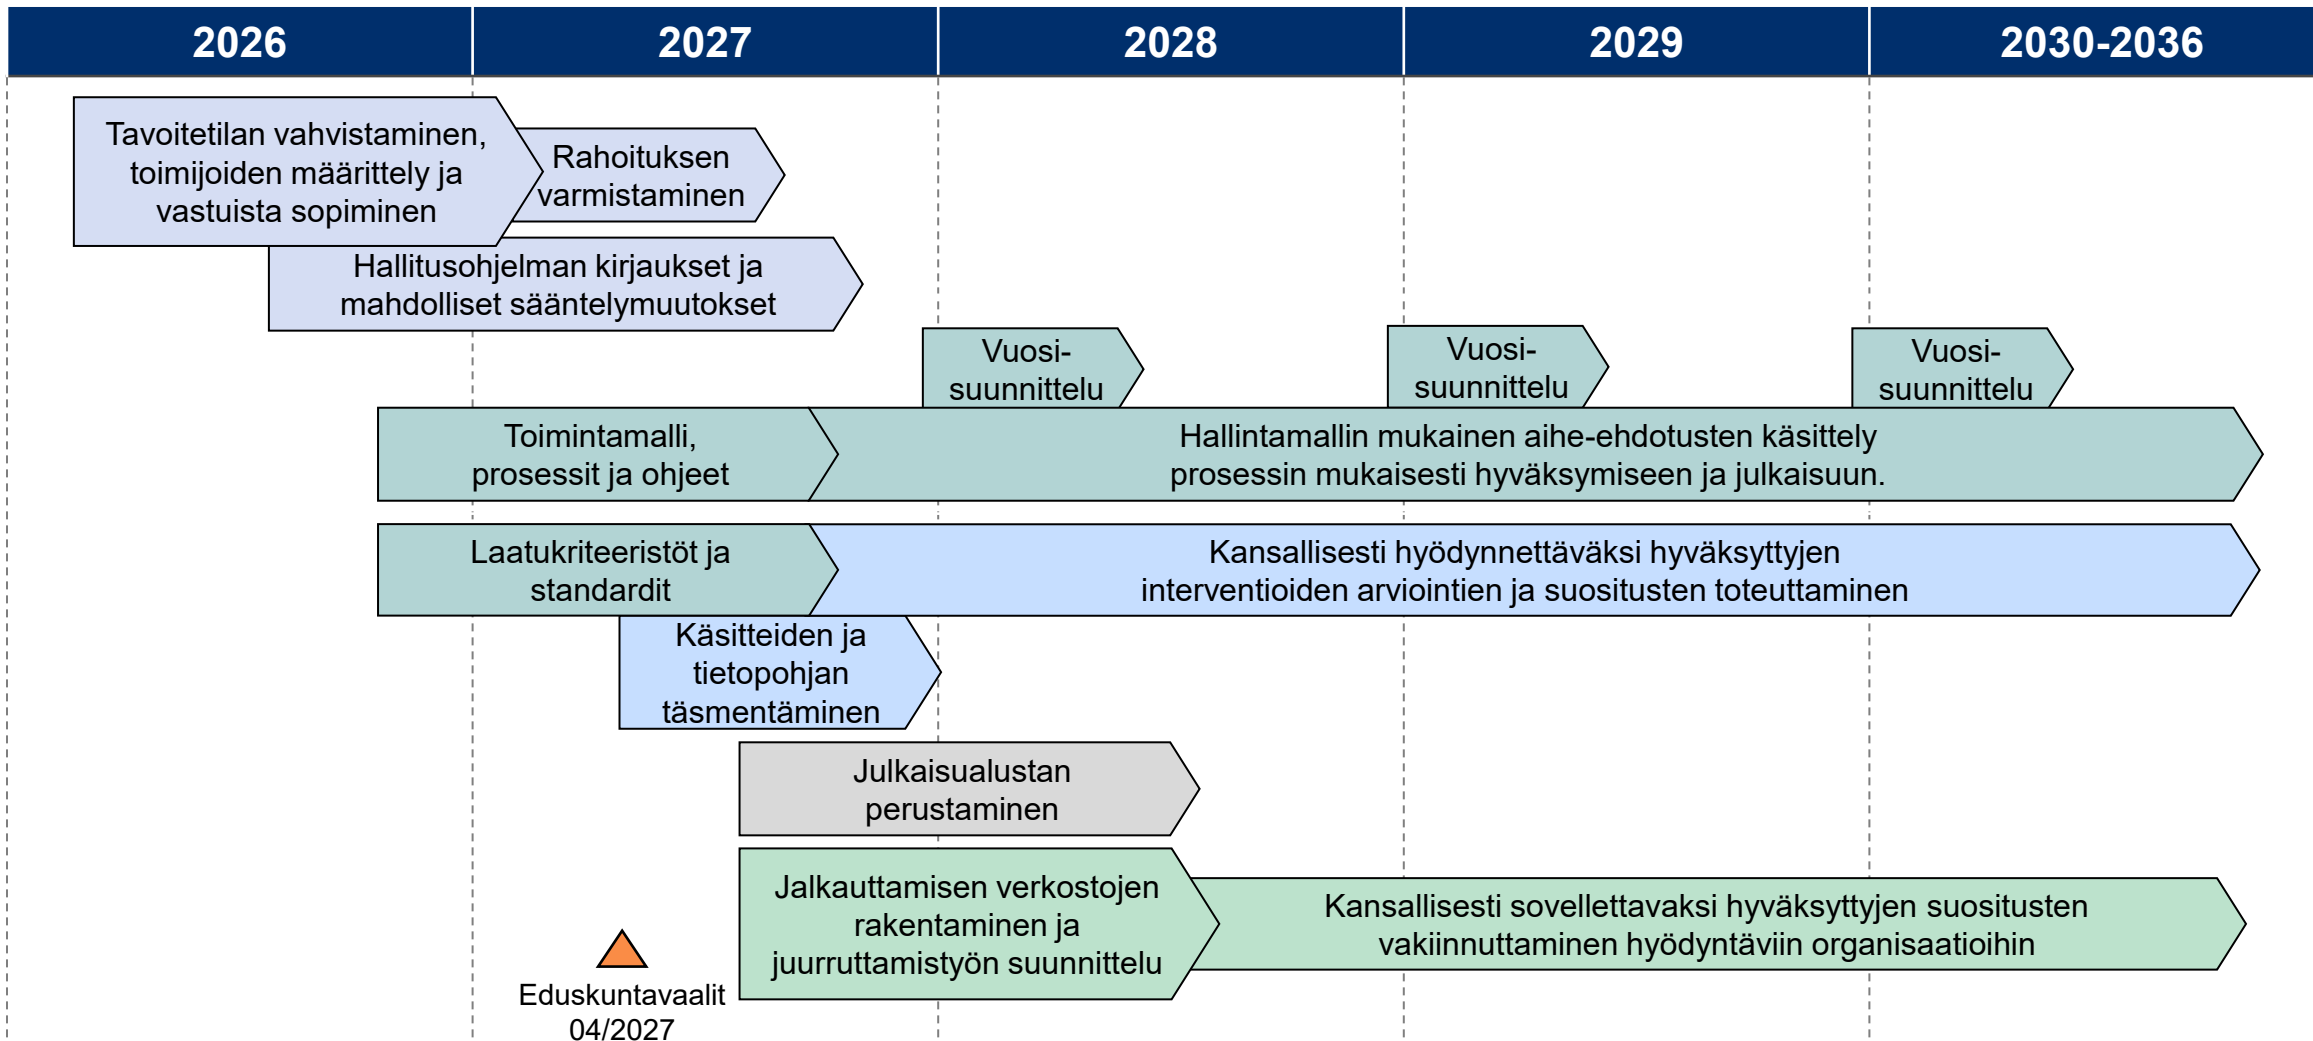 2026
2027
2028
2029
2030-2036
Tavoitetilan vahvistaminen,
toimijoiden määrittely ja
vastuista sopiminen
Rahoituksen
varmistaminen
Hallitusohjelman kirjaukset ja
mahdolliset sääntelymuutokset
Vuosi-
suunnittelu
Vuosi-
suunnittelu
Vuosi-
suunnittelu
Toimintamalli,
prosessit ja ohjeet
Hallintamallin mukainen aihe-ehdotusten käsittely
prosessin mukaisesti hyväksymiseen ja julkaisuun.
Laatukriteeristöt ja
standardit
Kansallisesti hyödynnettäväksi hyväksyttyjen
interventioiden arviointien ja suositusten toteuttaminen
Käsitteiden ja
tietopohjan
täsmentäminen
Julkaisualustan
perustaminen
Jalkauttamisen verkostojen
rakentaminen ja
juurruttamistyön suunnittelu
Kansallisesti sovellettavaksi hyväksyttyjen suositusten
vakiinnuttaminen hyödyntäviin organisaatioihin
Eduskuntavaalit
04/2027